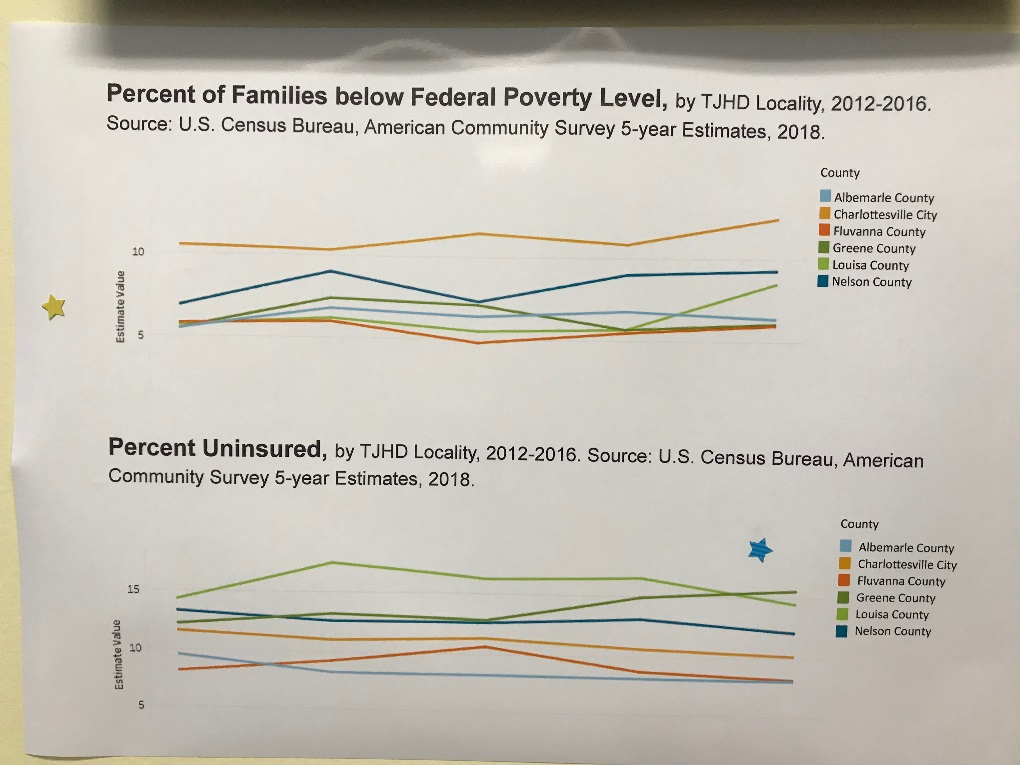 Percent of Families below Federal Poverty Level, by TJHD Locality, 2012-2016.
Source: U.S. Census Bureau, American Community Survey 5-year Estimates, 2018.
County
Albemarle County
Charlottesville City
Fluvanna County
Greene County
Louisa County
Nelson County
10
Estimate Value
5
Percent Uninsured, by TJHD Locality, 2012-2016. Source: U.S. Census Bureau, American
Community Survey 5-year Estimates, 2018.
County
Albemarle County
Charlottesville City
Fluvanna County
Greene County
Louisa County
Nelson County
15
10
Estimate Value
5